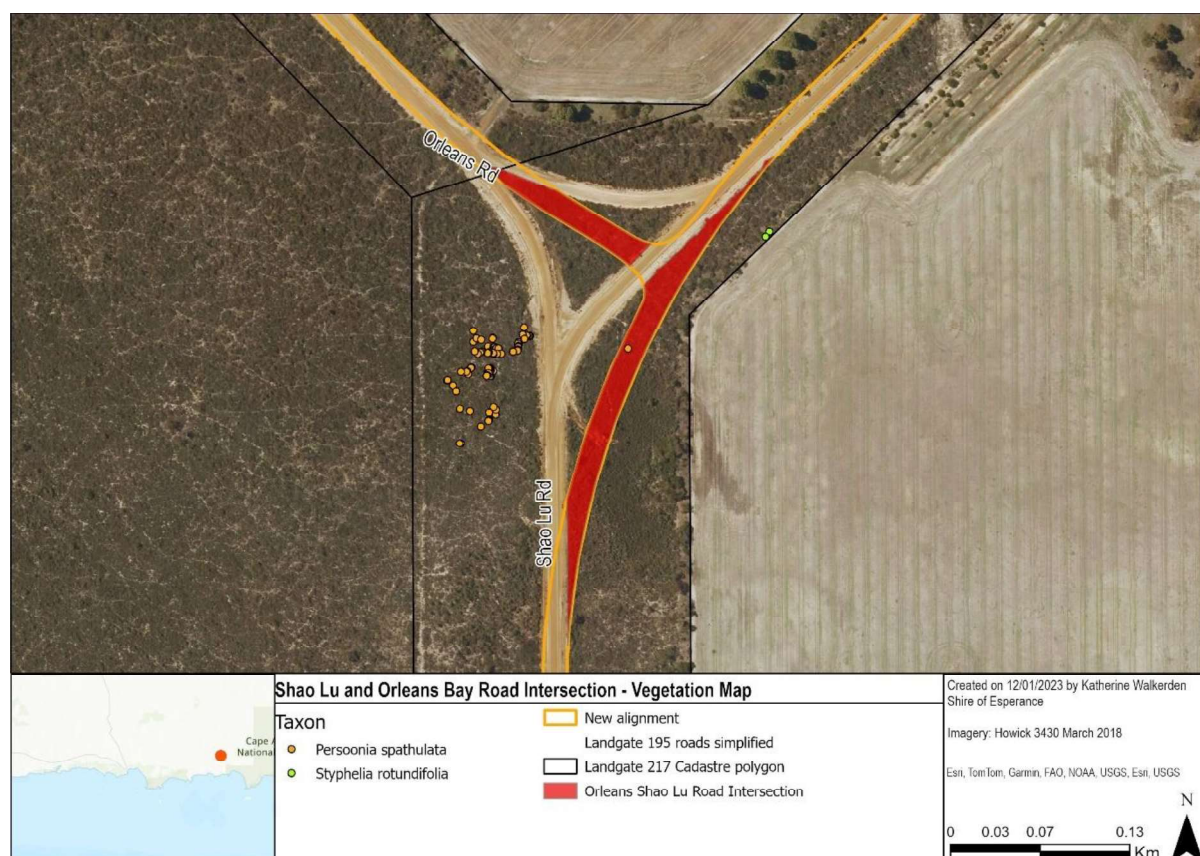 Orleans Rd
Shao Lu Rd
Shao Lu and Orleans Bay Road Intersection - Vegetation Map
Taxon
Persoonia spathulata
Styphelia rotundifolia
New alignment
Landgate 195 roads simplified
Landgate 217 Cadastre polygon
Orleans Shao Lu Road Intersection
Created on 12/01/2023 by Katherine Walkerden
Shire of Esperance
Imagery: Howick 3430 March 2018
Esri, TomTom, Garmin, FAO, NOAA, USGS, Esri, USGS
N
0 0.03 0.07 0.13
Km
Cape A
National